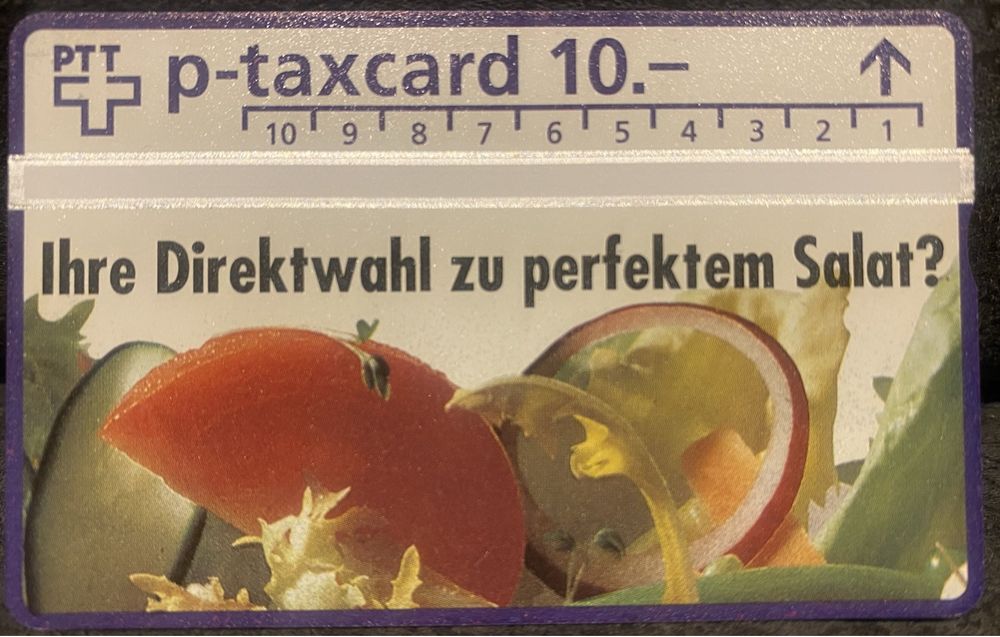 PTT p-taxcard 10.–
10 9 8 7 6 5 4 3 2 1
Ihre Direktwahl zu perfektem Salat?